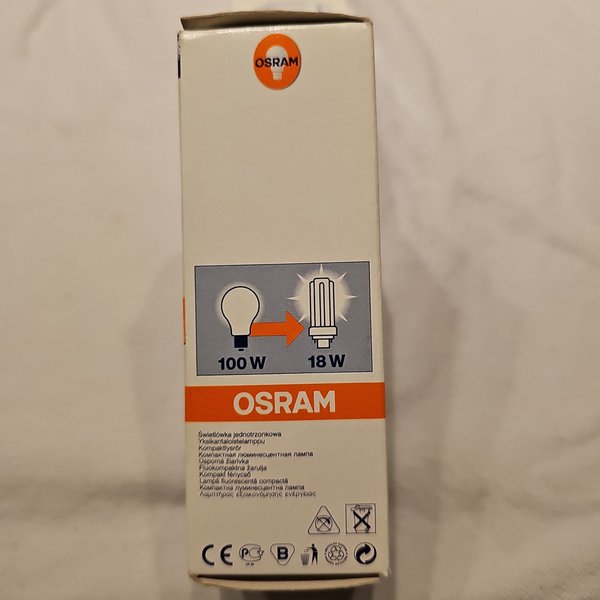 OSRAM
100 W 18 W
OSRAM
Świetlówka jednotrzonkowa
Yksikantaloistelamppu
Kompaktlysrör
Компактная люминесцентная лампа
Úsporná žiarivka
Fluokompaktna žarulja
Kompakt fénycső
Lampă fluorescentă compactă
Компактна луминесцентна лампа
Λαμπτήρας εξοικονόμησης ενέργειας
CE
B